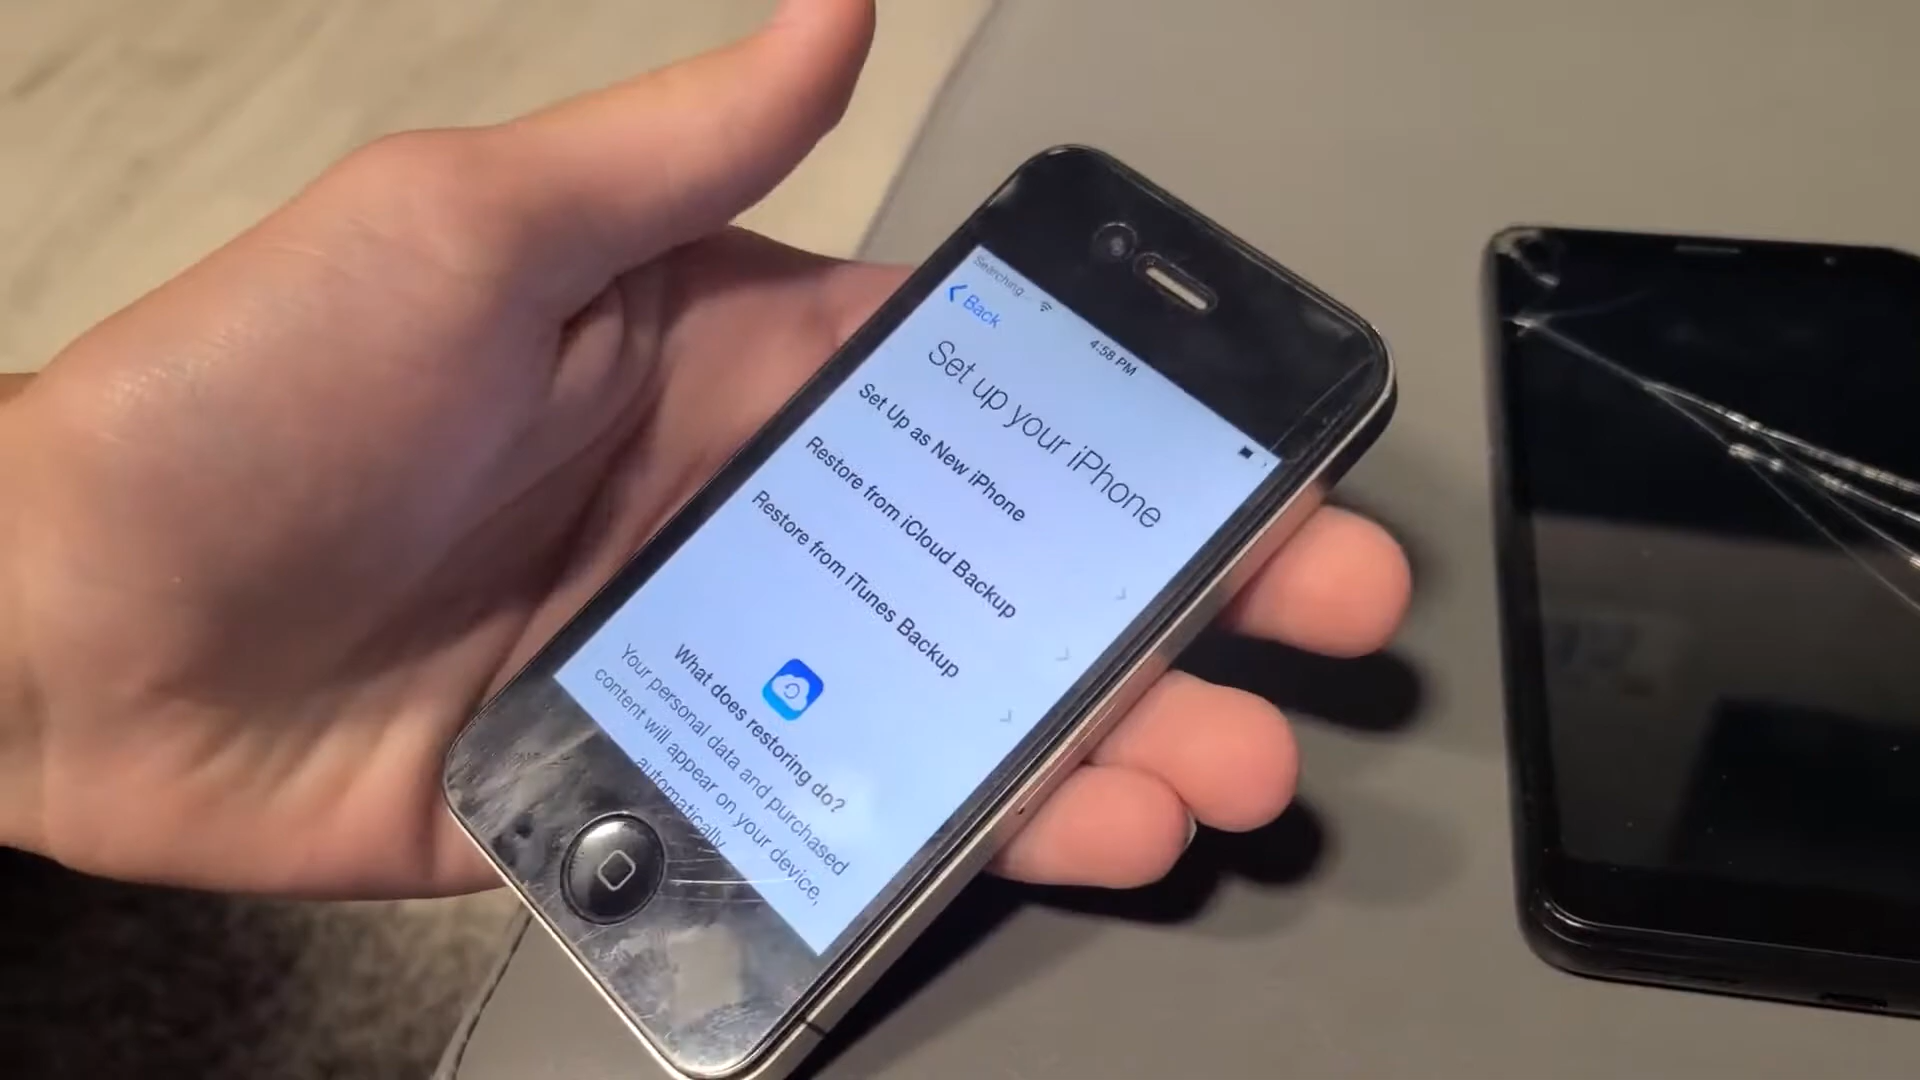 Searching...
4:58 PM
Back
Set up your iPhone
Set Up as New iPhone
Restore from iCloud Backup
Restore from iTunes Backup
What does restoring do?
Your personal data and purchased
content will appear on your device,
automatically.